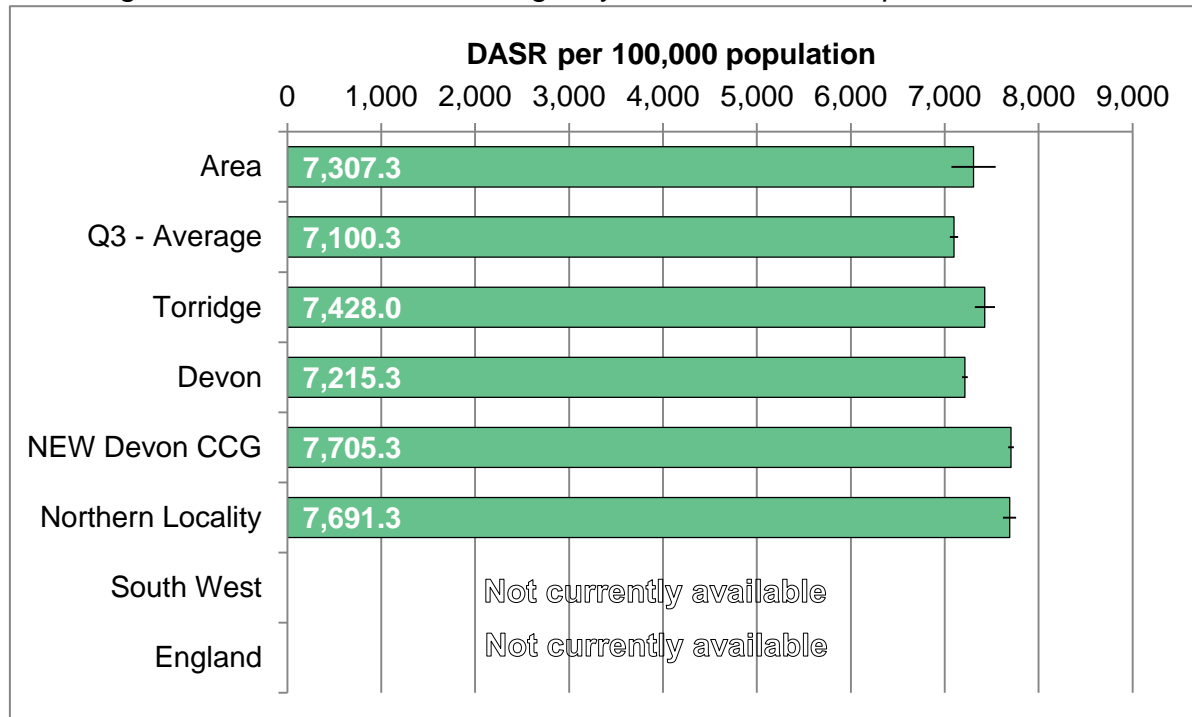 DASR per 100,000 population
0 1,000 2,000 3,000 4,000 5,000 6,000 7,000 8,000 9,000
Area 7,307.3
Q3 - Average 7,100.3
Torridge 7,428.0
Devon 7,215.3
NEW Devon CCG 7,705.3
Northern Locality 7,691.3
South West Not currently available
England Not currently available